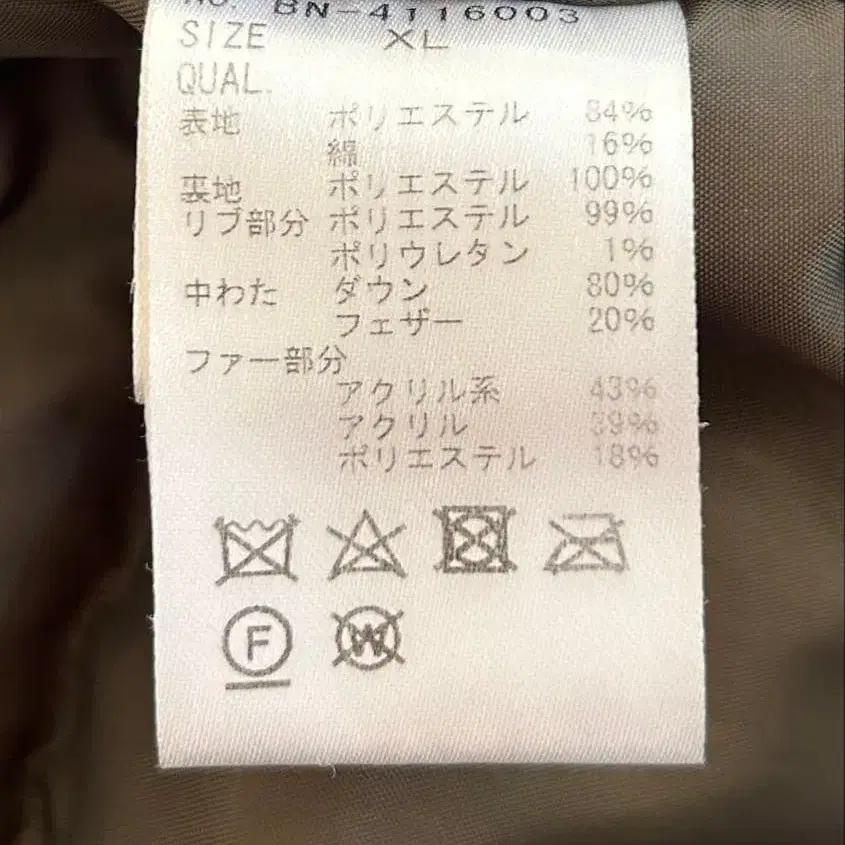 NO. BN-4116003
SIZE XL
QUAL.
表地 ポリエステル 84%
綿 16%
裏地 ポリエステル 100%
リブ部分 ポリエステル 99%
ポリウレタン 1%
中わた ダウン 80%
フェザー 20%
ファー部分
アクリル系 43%
アクリル 39%
ポリエステル 18%
F W